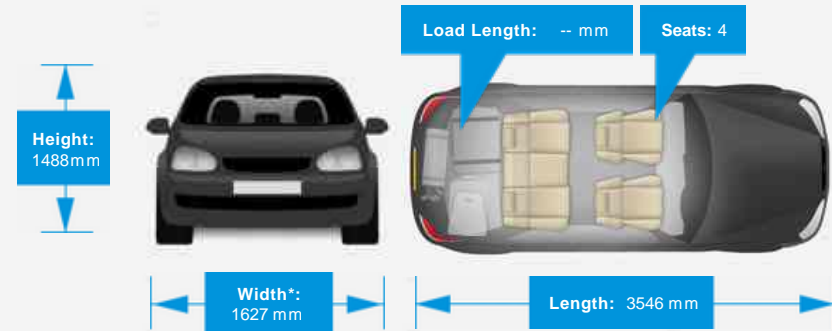 Load Length: -- mm
Seats: 4
Height:
1488mm
Width*:
1627 mm
Length: 3546 mm